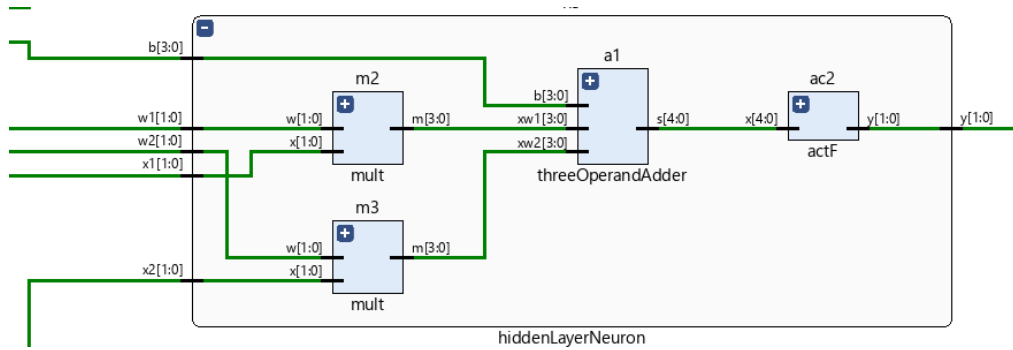 b[3:0]
w1[1:0]
w2[1:0]
x1[1:0]
x2[1:0]
m2
w[1:0]
x[1:0]
m[3:0]
mult
m3
w[1:0]
x[1:0]
m[3:0]
mult
a1
b[3:0]
xw1[3:0]
xw2[3:0]
s[4:0]
threeOperandAdder
ac2
x[4:0]
y[1:0]
actF
y[1:0]
hiddenLayerNeuron